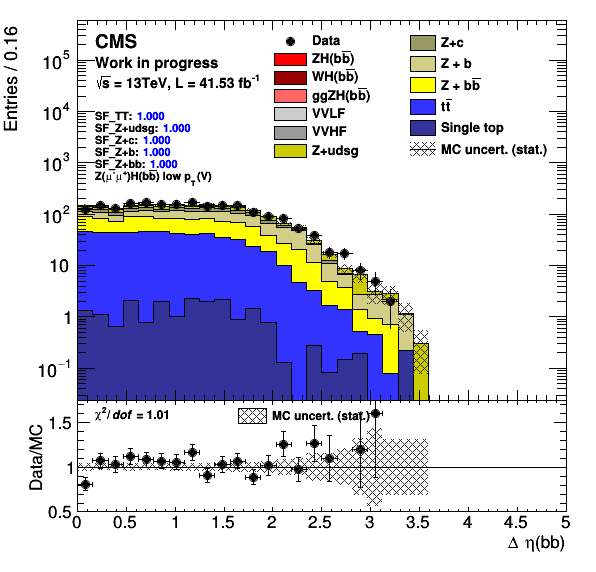 CMS
Work in progress
√s = 13TeV, L = 41.53 fb⁻¹
SF_TT: 1.000
SF_Z+udsg: 1.000
SF_Z+c: 1.000
SF_Z+b: 1.000
SF_Z+bb: 1.000
Z(μ⁻μ⁺)H(bb̅) low p_T(V)
Data
ZH(bb̅)
WH(bb̅)
ggZH(bb̅)
VVLF
VVHF
Z+udsg
Z+c
Z + b
Z + bb̅
tt̅
Single top
MC uncert. (stat.)
Entries / 0.16
10⁵
10⁴
10³
10²
10
1
10⁻¹
χ²/dof = 1.01
MC uncert. (stat.)
Data/MC
1.5
1
0.5
0 0.5 1 1.5 2 2.5 3 3.5 4 4.5 5
Δ η(bb)